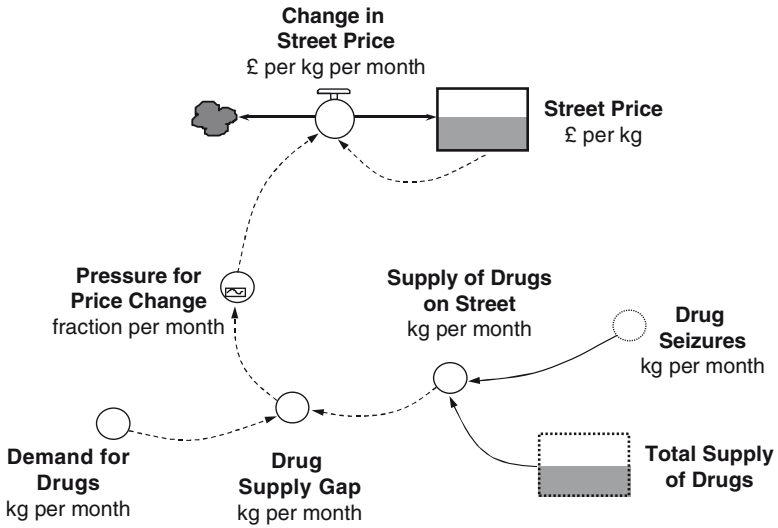 Change in
Street Price
£ per kg per month
Street Price
£ per kg
Pressure for
Price Change
fraction per month
Supply of Drugs
on Street
kg per month
Drug
Seizures
kg per month
Demand for
Drugs
kg per month
Drug
Supply Gap
kg per month
Total Supply
of Drugs